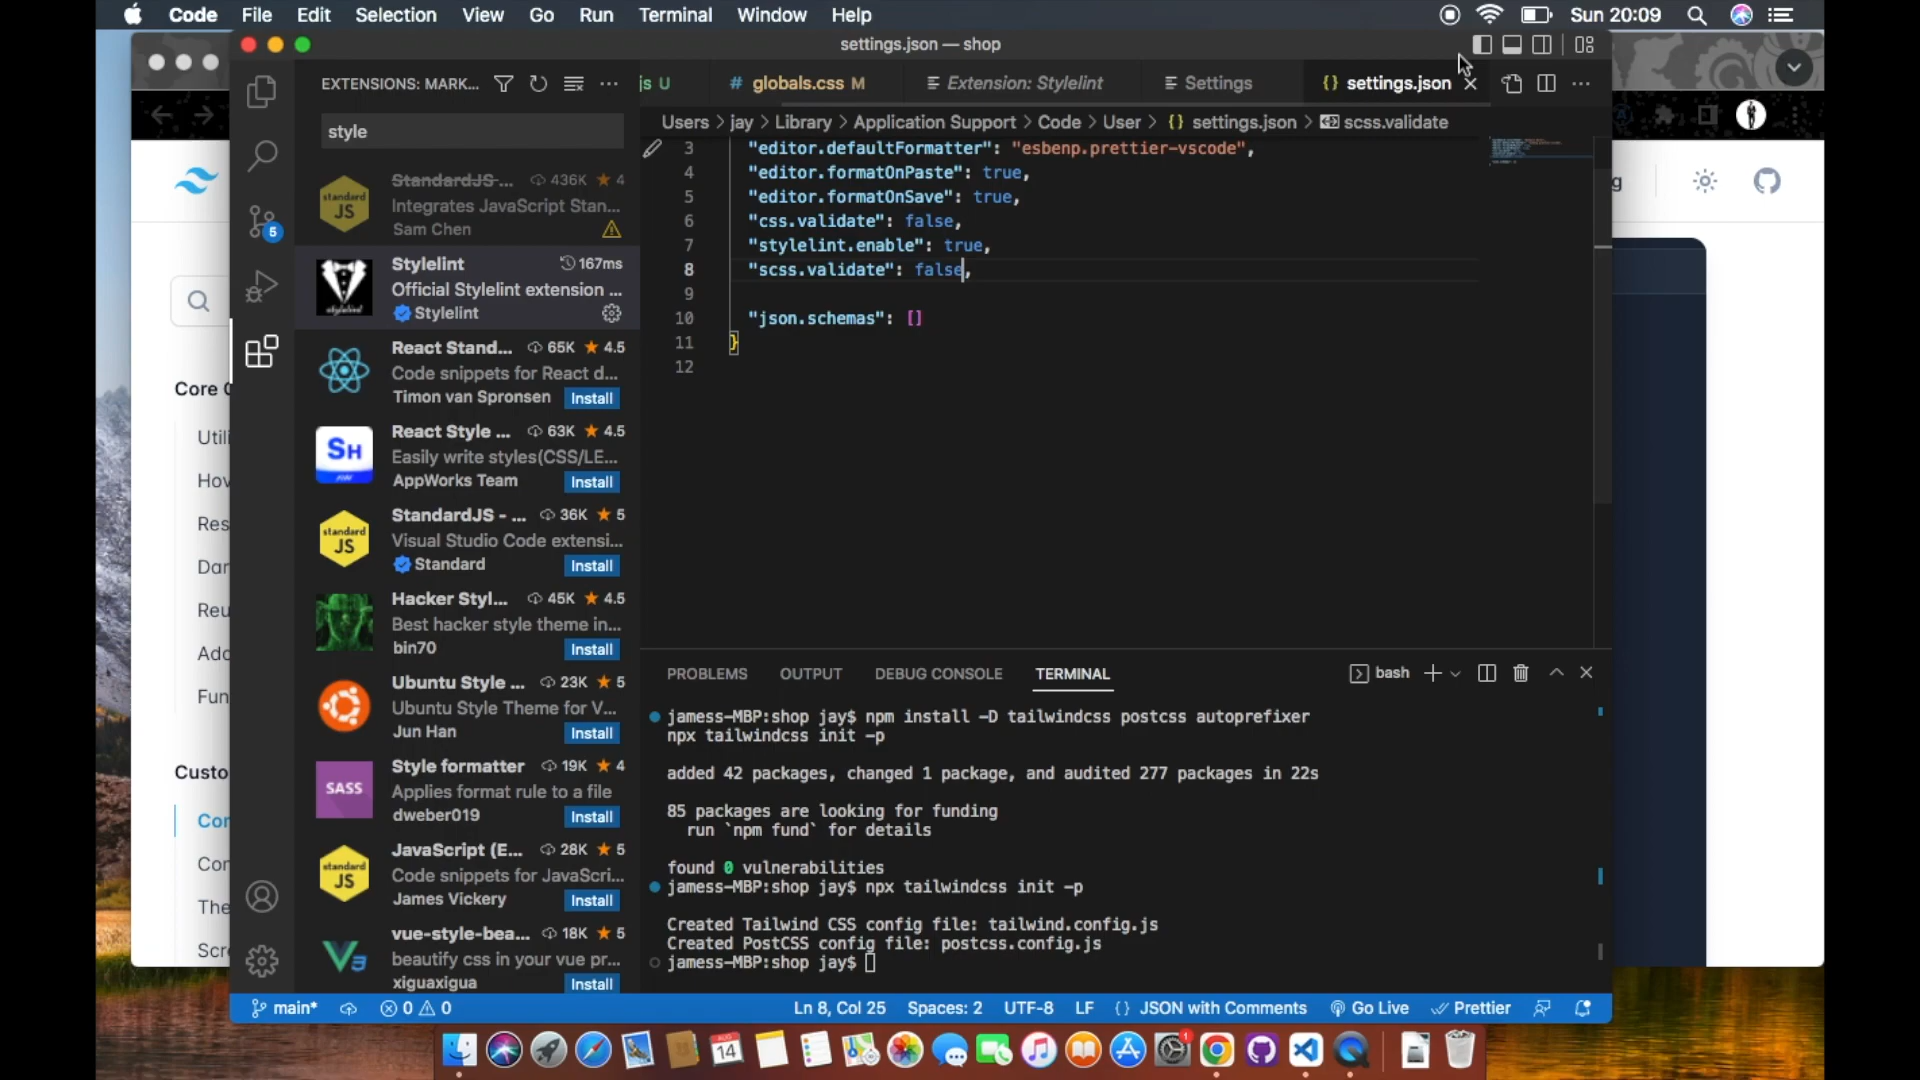 Code File Edit Selection View Go Run Terminal Window Help Sun 20:09
settings.json — shop
EXTENSIONS: MARK...
style
js U
globals.css M
Extension: Stylelint
Settings
settings.json
Users > jay > Library > Application Support > Code > User > {} settings.json > scss.validate
StandardJS -... 436K 4
Integrates JavaScript Stan...
Sam Chen
Stylelint 167ms
Official Stylelint extension ...
Stylelint
React Stand... 65K 4.5
Code snippets for React d...
Timon van Spronsen Install
React Style ... 63K 4.5
Easily write styles(CSS/LE...
AppWorks Team Install
StandardJS - ... 36K 5
Visual Studio Code extensi...
Standard Install
Hacker Styl... 45K 4.5
Best hacker style theme in...
bin70 Install
Ubuntu Style ... 23K 5
Ubuntu Style Theme for V...
Jun Han Install
Style formatter 19K 4
Applies format rule to a file
dweber019 Install
JavaScript (E... 28K 5
Code snippets for JavaScri...
James Vickery Install
vue-style-bea... 18K 5
beautify css in your vue pr...
xiguaxigua Install
standard JS
stylelint
SH
standard JS
SASS
standard JS
3 "editor.defaultFormatter": "esbenp.prettier-vscode",
4 "editor.formatOnPaste": true,
5 "editor.formatOnSave": true,
6 "css.validate": false,
7 "stylelint.enable": true,
8 "scss.validate": false,
9
10 "json.schemas": []
11 }
12
PROBLEMS OUTPUT DEBUG CONSOLE TERMINAL bash
jamess-MBP:shop jay$ npm install -D tailwindcss postcss autoprefixer
npx tailwindcss init -p
added 42 packages, changed 1 package, and audited 277 packages in 22s
85 packages are looking for funding
run `npm fund` for details
found 0 vulnerabilities
jamess-MBP:shop jay$ npx tailwindcss init -p
Created Tailwind CSS config file: tailwind.config.js
Created PostCSS config file: postcss.config.js
jamess-MBP:shop jay$
5
main* 0 0 Ln 8, Col 25 Spaces: 2 UTF-8 LF {} JSON with Comments Go Live Prettier
Core C
Utili
Hov
Res
Dar
Reu
Add
Fun
Custo
Cor
Cor
The
Scr
g
AUG
14
1